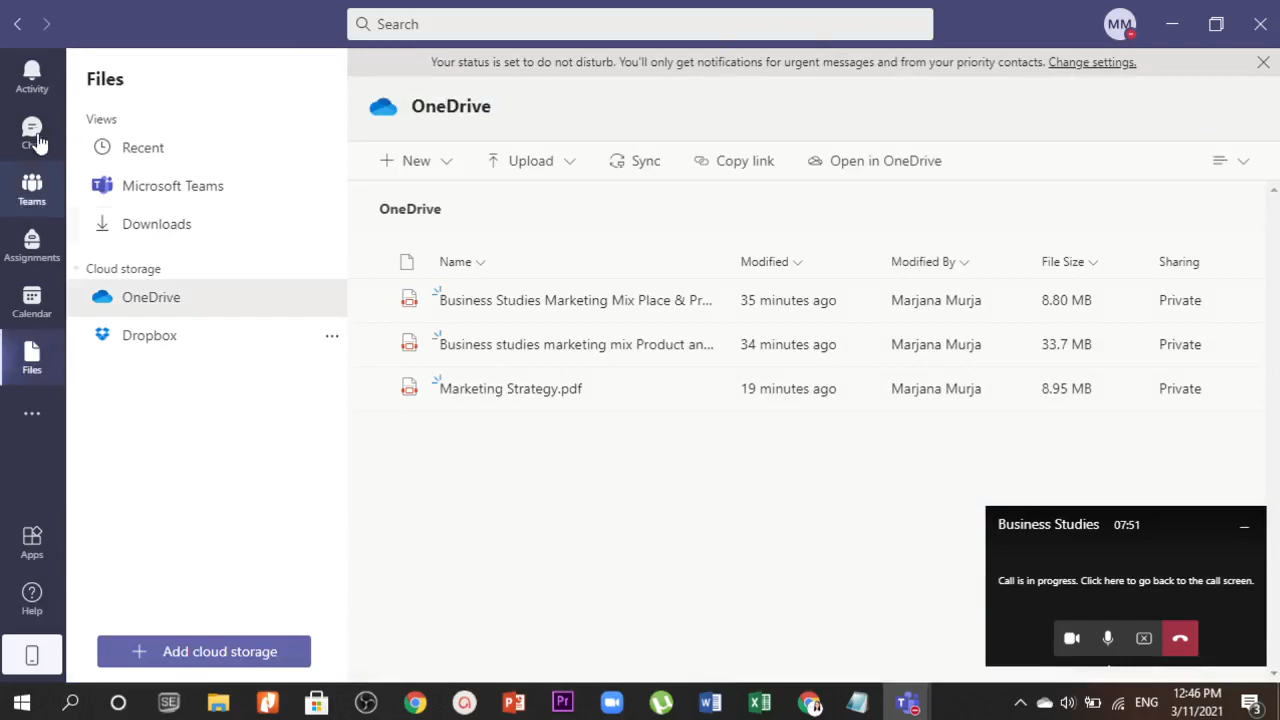 Search
MM
Activity
Teams
Assignments
Calendar
Files
Apps
Help
Files
Views
Recent
Microsoft Teams
Downloads
Cloud storage
OneDrive
Dropbox
Add cloud storage
Your status is set to do not disturb. You'll only get notifications for urgent messages and from your priority contacts. Change settings.
OneDrive
New Upload Sync Copy link Open in OneDrive
OneDrive
Name Modified Modified By File Size Sharing
Business Studies Marketing Mix Place & Pr... 35 minutes ago Marjana Murja 8.80 MB Private
Business studies marketing mix Product an... 34 minutes ago Marjana Murja 33.7 MB Private
Marketing Strategy.pdf 19 minutes ago Marjana Murja 8.95 MB Private
Business Studies 07:51
Call is in progress. Click here to go back to the call screen.
SE
Pr
ENG
12:46 PM
3/11/2021
3